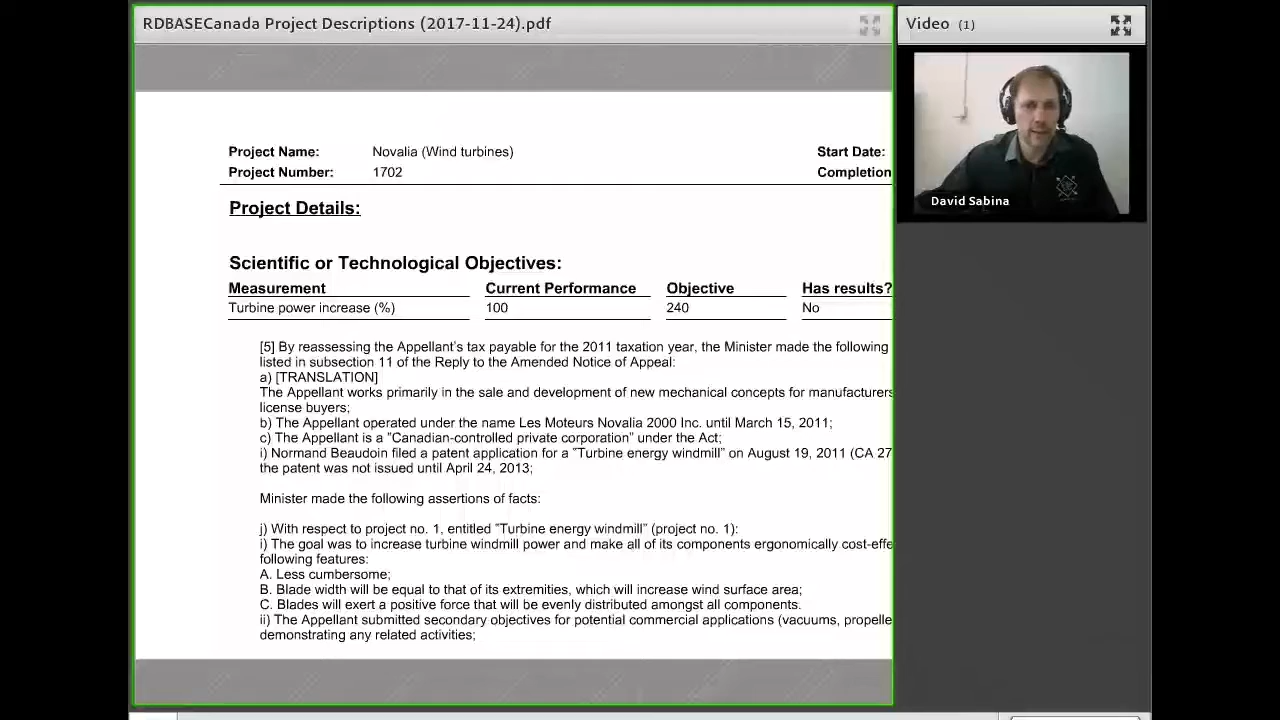 RDBASECanada Project Descriptions (2017-11-24).pdf
Video (1)
David Sabina
Project Name: Novalia (Wind turbines) Start Date:
Project Number: 1702 Completion
Project Details:
Scientific or Technological Objectives:
Measurement Current Performance Objective Has results?
Turbine power increase (%) 100 240 No
[5] By reassessing the Appellant's tax payable for the 2011 taxation year, the Minister made the following
listed in subsection 11 of the Reply to the Amended Notice of Appeal:
a) [TRANSLATION]
The Appellant works primarily in the sale and development of new mechanical concepts for manufacturers
license buyers;
b) The Appellant operated under the name Les Moteurs Novalia 2000 Inc. until March 15, 2011;
c) The Appellant is a "Canadian-controlled private corporation" under the Act;
i) Normand Beaudoin filed a patent application for a "Turbine energy windmill" on August 19, 2011 (CA 27
the patent was not issued until April 24, 2013;
Minister made the following assertions of facts:
j) With respect to project no. 1, entitled "Turbine energy windmill" (project no. 1):
i) The goal was to increase turbine windmill power and make all of its components ergonomically cost-effe
following features:
A. Less cumbersome;
B. Blade width will be equal to that of its extremities, which will increase wind surface area;
C. Blades will exert a positive force that will be evenly distributed amongst all components.
ii) The Appellant submitted secondary objectives for potential commercial applications (vacuums, propelle
demonstrating any related activities;